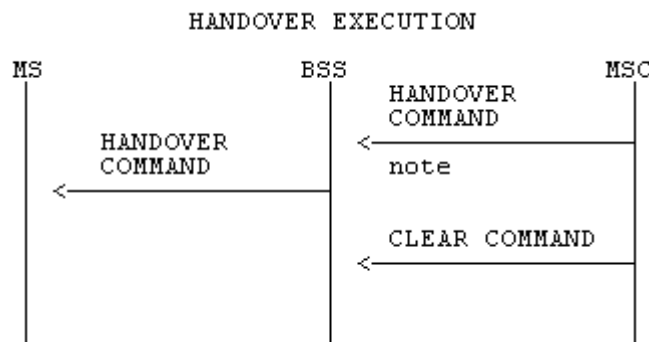 HANDOVER EXECUTION
MS BSS MSC
HANDOVER
COMMAND
HANDOVER
COMMAND
note
CLEAR COMMAND